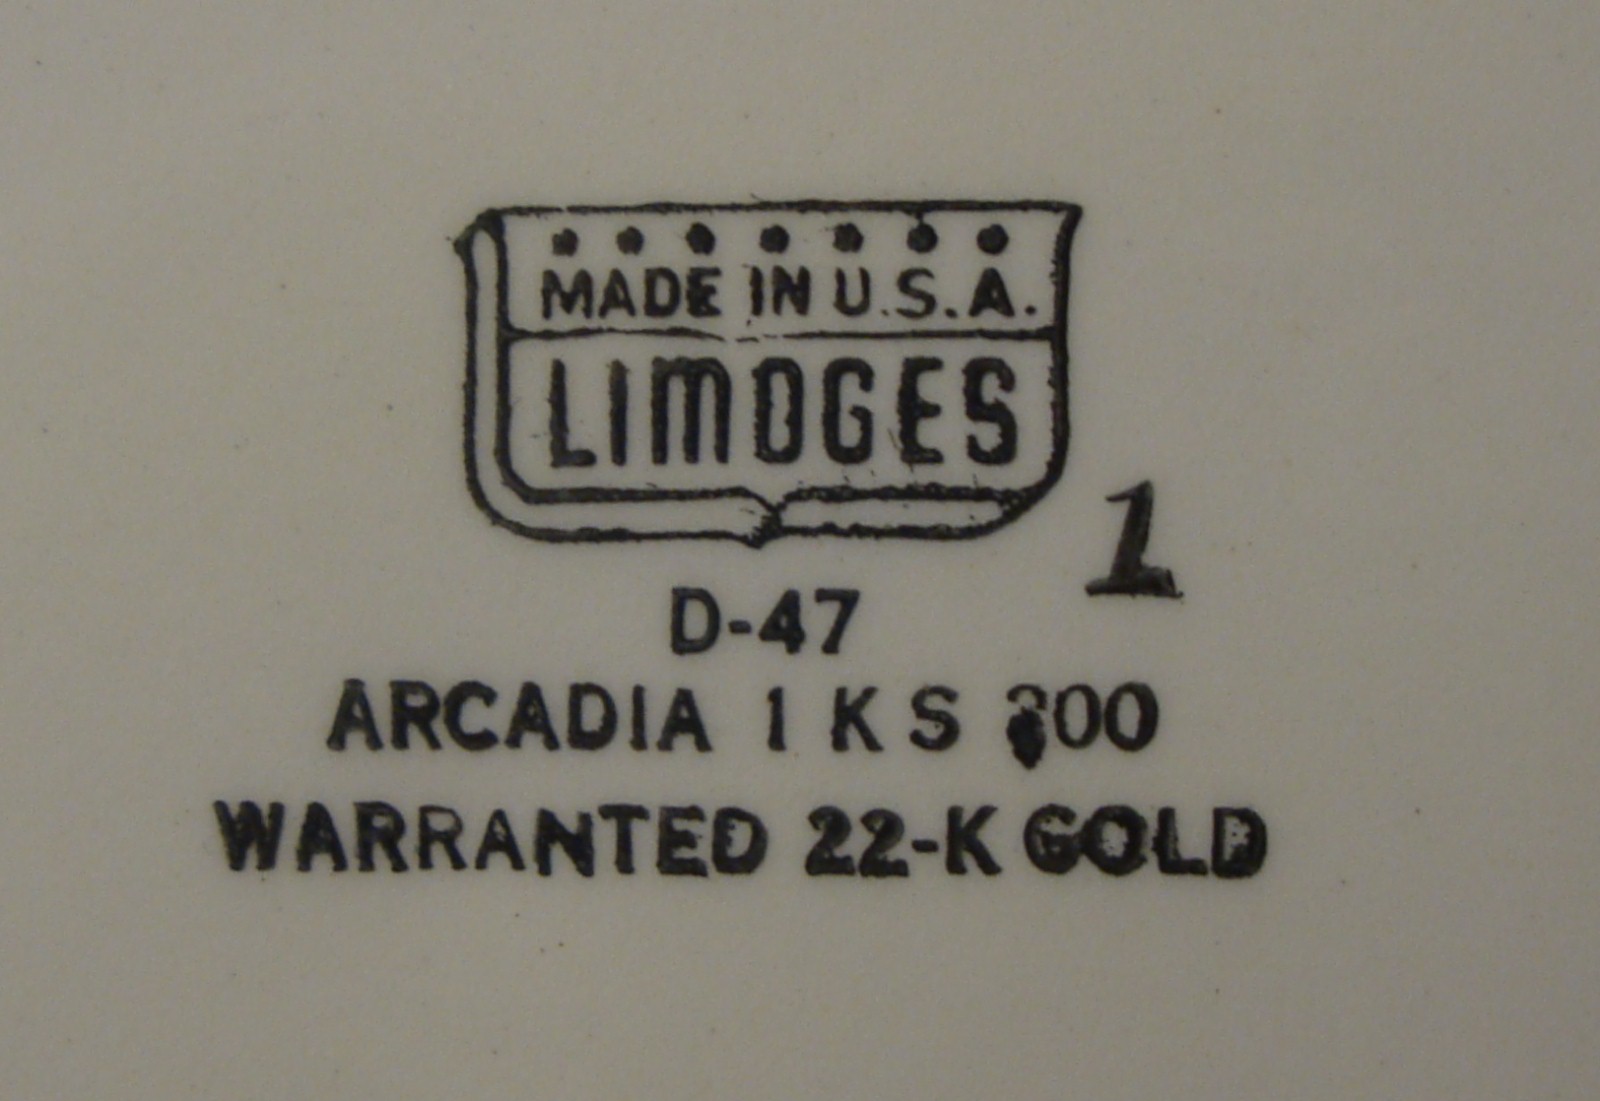 MADE IN U.S.A.
LIMOGES
1
D-47
ARCADIA 1 K S
WARRANTED 22-K GOLD